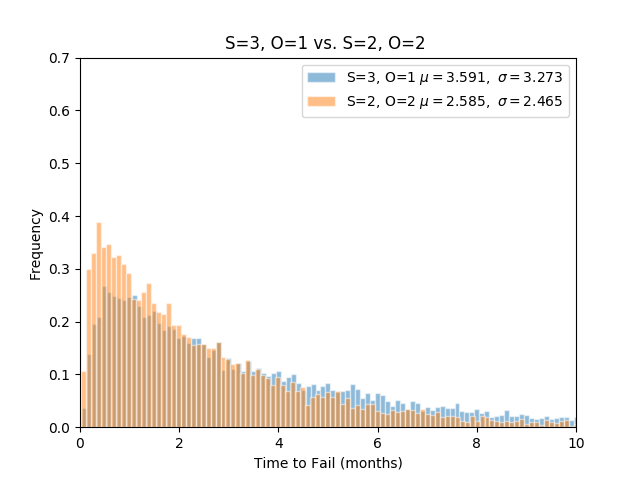 S=3, O=1 vs. S=2, O=2
S=3, O=1 μ = 3.591, σ = 3.273
S=2, O=2 μ = 2.585, σ = 2.465
Frequency
0.7
0.6
0.5
0.4
0.3
0.2
0.1
0.0
0 2 4 6 8 10
Time to Fail (months)